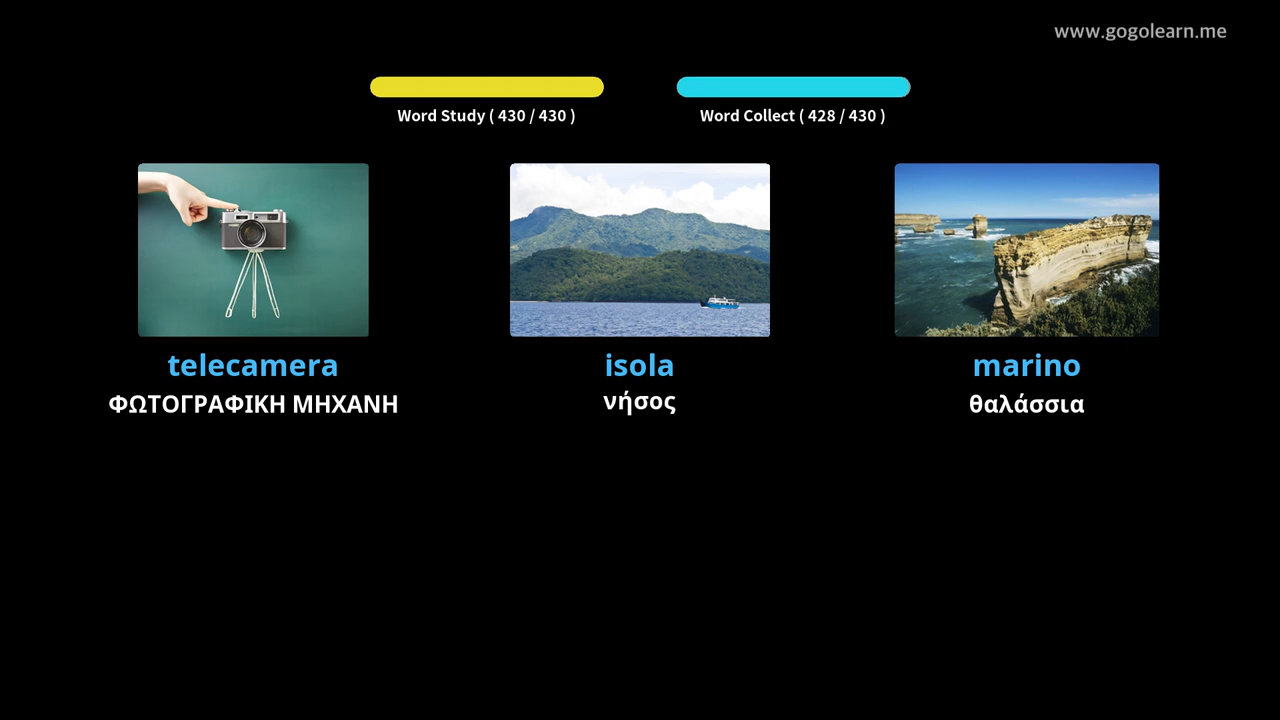 www.gogolearn.me
Word Study ( 430 / 430 )
Word Collect ( 428 / 430 )
telecamera
ΦΩΤΟΓΡΑΦΙΚΗ ΜΗΧΑΝΗ
isola
νήσος
marino
θαλάσσια